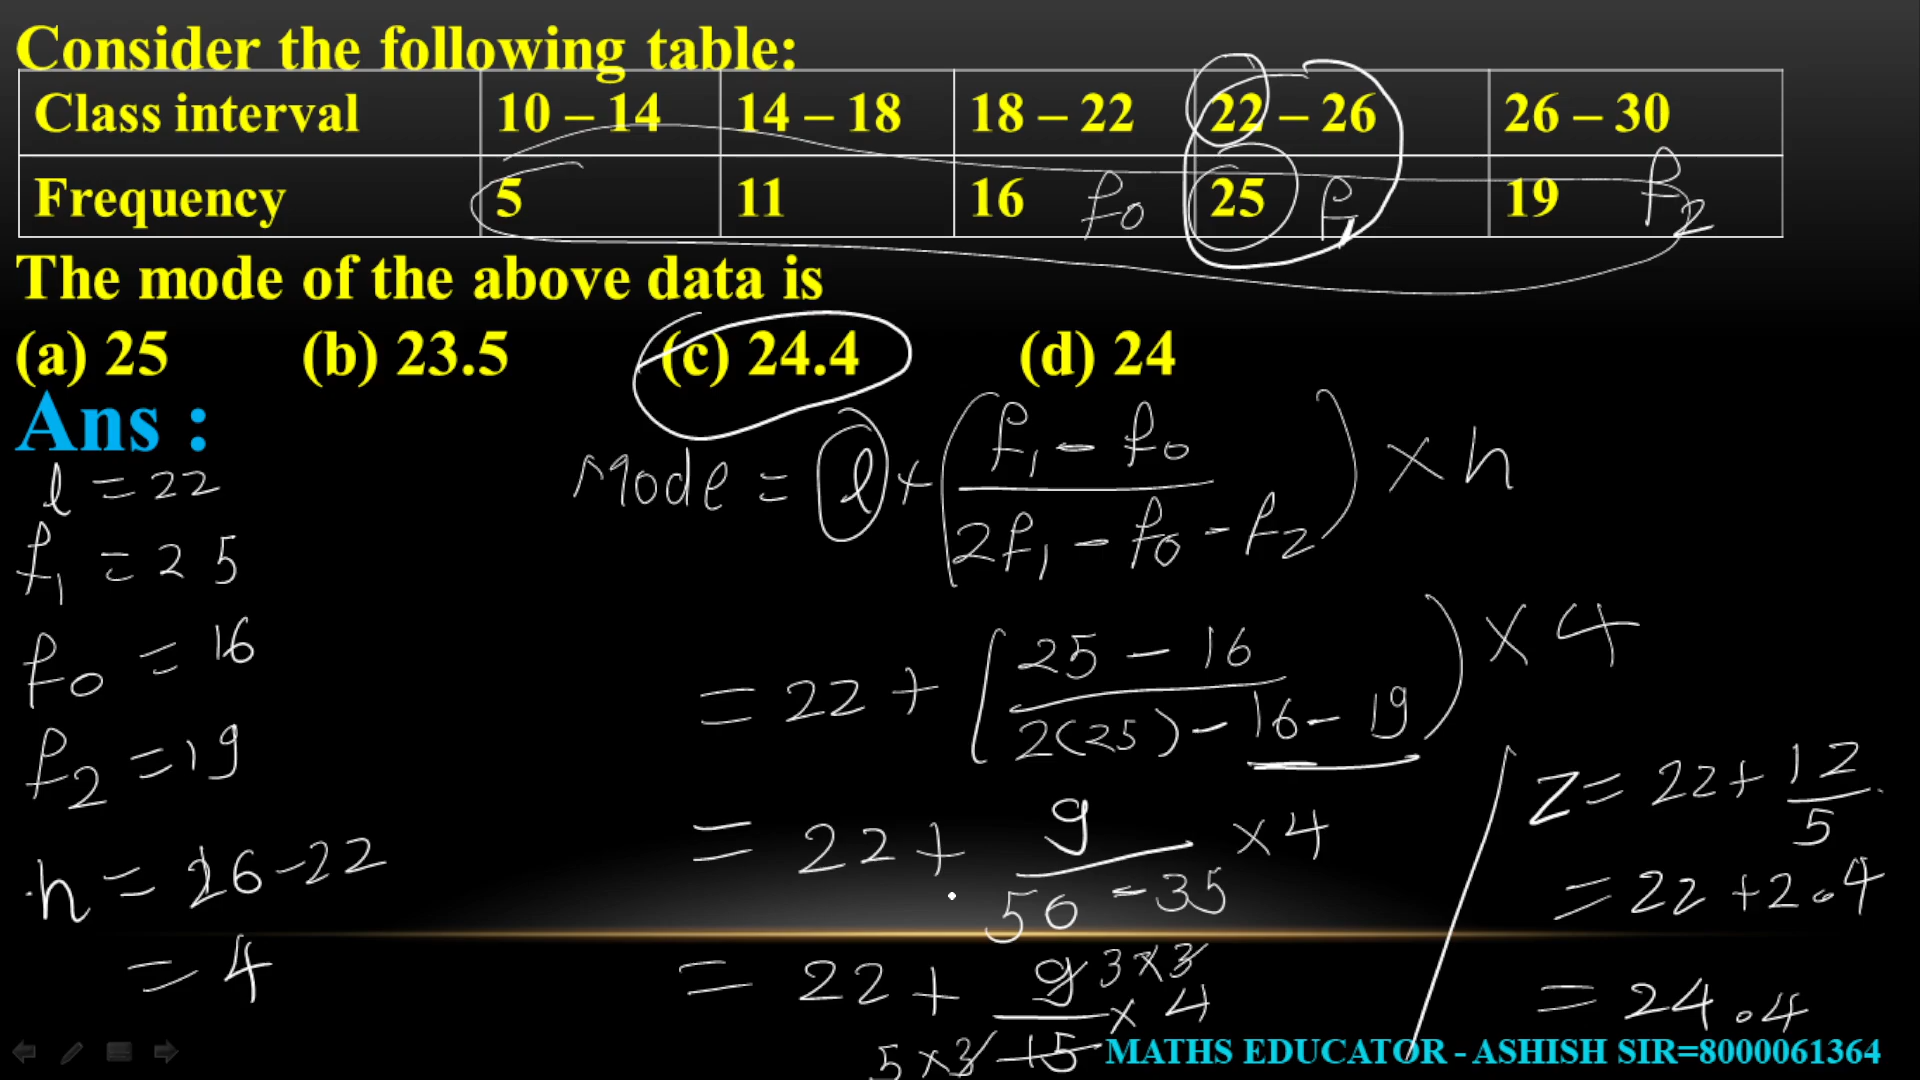 Consider the following table:
Class interval 10 – 14 14 – 18 18 – 22 22 – 26 26 – 30
Frequency 5 11 16 f₀ 25 f₁ 19 f₂
The mode of the above data is
(a) 25 (b) 23.5 (c) 24.4 (d) 24
Ans :
l = 22
f₁ = 25
f₀ = 16
f₂ = 19
h = 26 - 22
= 4
Mode = l + (f₁ - f₀ / 2f₁ - f₀ - f₂) × h
= 22 + (25 - 16 / 2(25) - 16 - 19) × 4
= 22 + 9 / 50 - 35 × 4
= 22 + 9 3×3 / 15 5×3 × 4
Z = 22 + 12 / 5
= 22 + 2.4
= 24.4
MATHS EDUCATOR - ASHISH SIR=8000061364